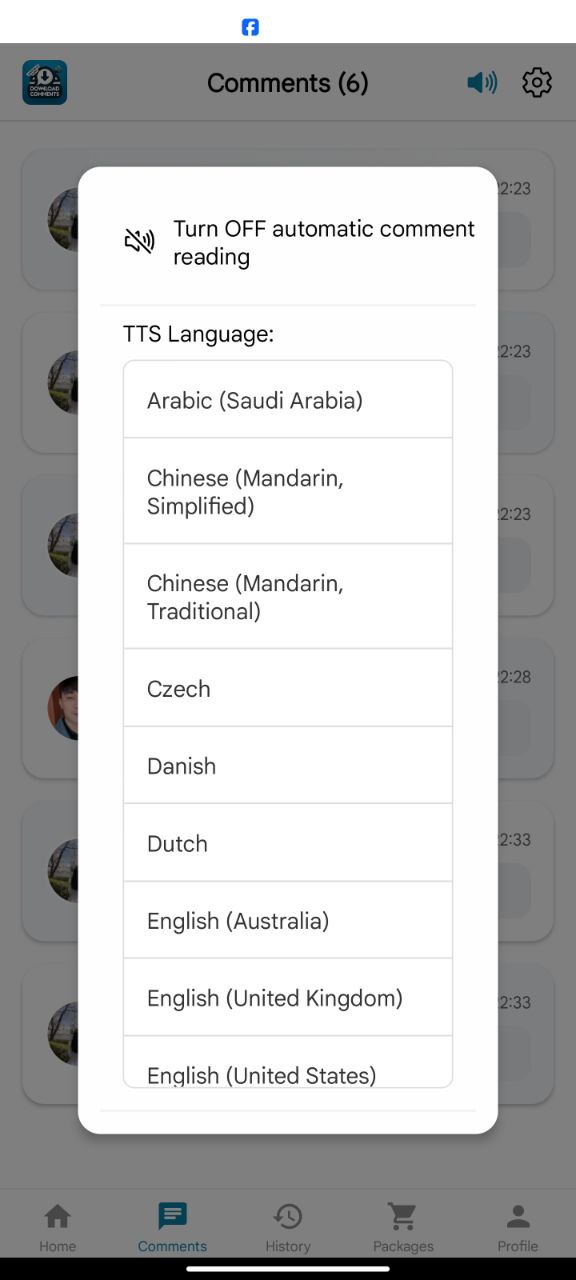 DOWNLOAD
COMMENTS
Comments (6)
Turn OFF automatic comment
reading
TTS Language:
Arabic (Saudi Arabia)
Chinese (Mandarin,
Simplified)
Chinese (Mandarin,
Traditional)
Czech
Danish
Dutch
English (Australia)
English (United Kingdom)
English (United States)
2:23
2:23
2:23
2:28
2:33
2:33
Home
Comments
History
Packages
Profile